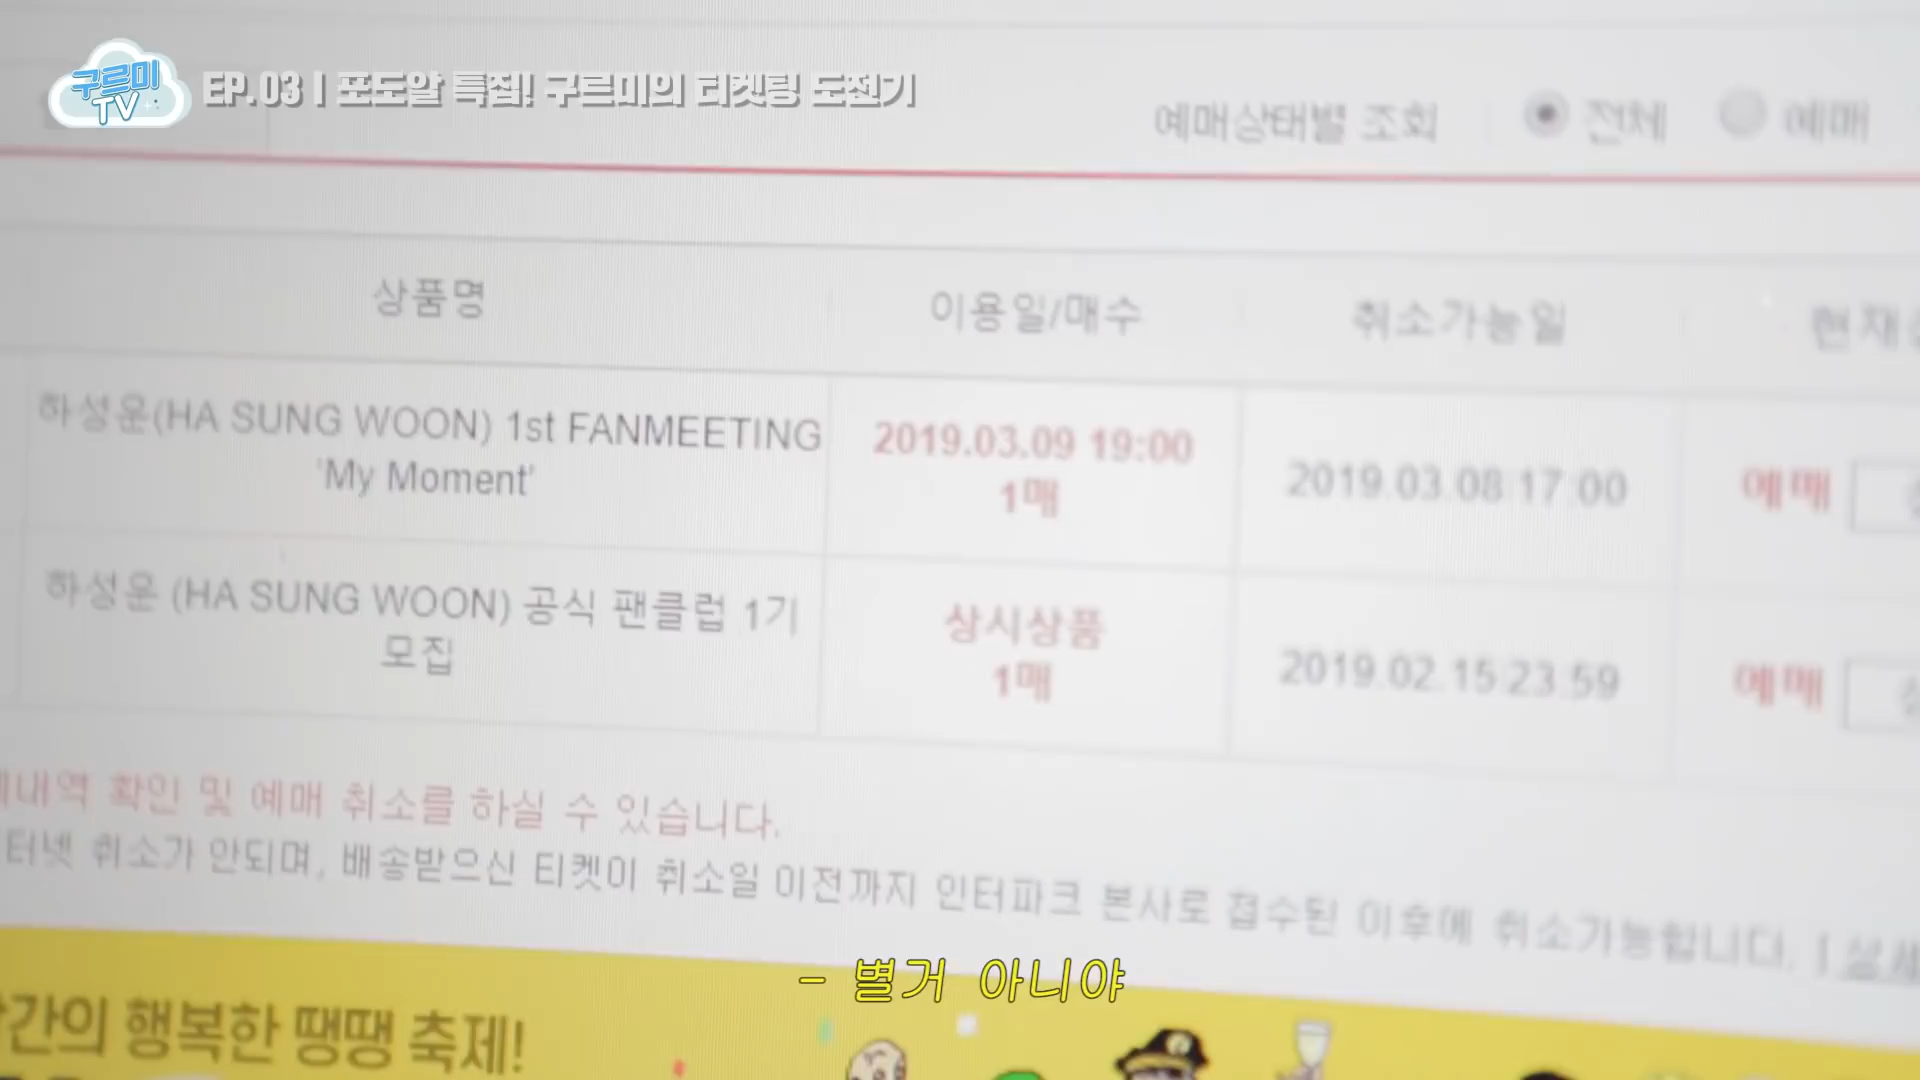 구르미
TV
EP.03 | 포도알 특집! 구르미의 티켓팅 도전기
예매상태별 조회 전체 예매
상품명 이용일/매수 취소가능일
하성운(HA SUNG WOON) 1st FANMEETING
'My Moment'
2019.03.09 19:00
1매
2019.03.08 17:00
예매
하성운 (HA SUNG WOON) 공식 팬클럽 1기
모집
상시상품
1매
2019.02.15 23:59
예매
내역 확인 및 예매 취소를 하실 수 있습니다.
터넷 취소가 안되며, 배송받으신 티켓이 취소일 이전까지 인터파크 본사로 접수된 이후에 취소가능합니다. |
- 별거 아니야
간의 행복한 땡땡 축제!